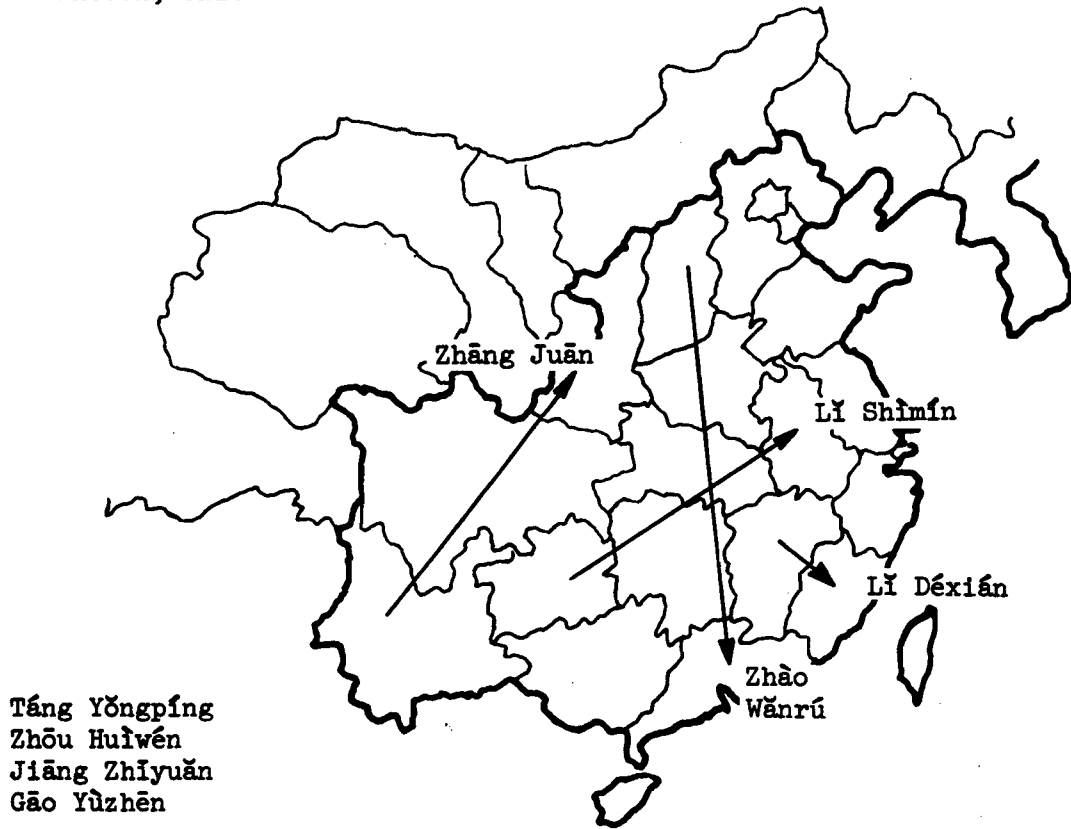 Zhāng Juān
Lǐ Shìmín
Lǐ Déxián
Zhào
Wǎnrú
Táng Yǒngpíng
Zhōu Huìwén
Jiāng Zhìyuǎn
Gāo Yùzhēn